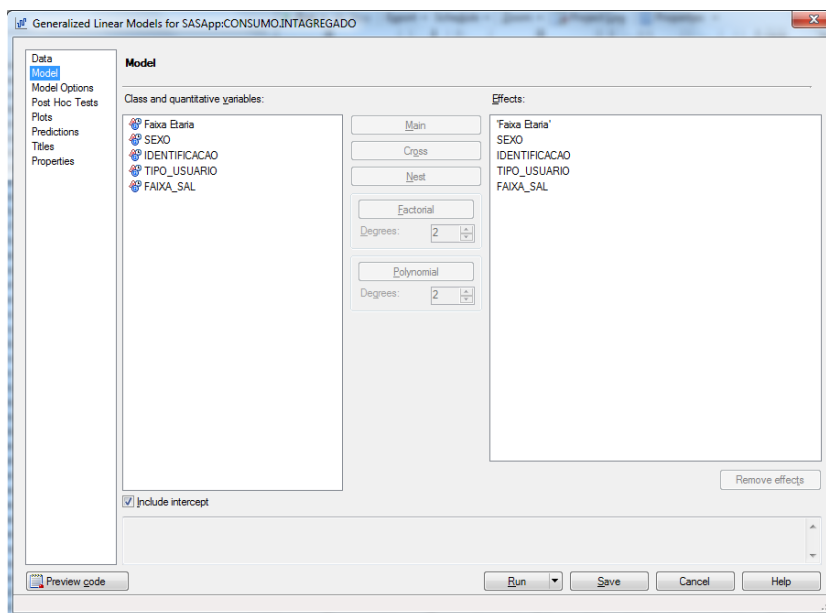 Generalized Linear Models for SASApp:CONSUMO.INTAGREGADO
Data
Model
Model Options
Post Hoc Tests
Plots
Predictions
Titles
Properties
Model
Class and quantitative variables:
Faixa Etaria
SEXO
IDENTIFICACAO
TIPO_USUARIO
FAIXA_SAL
Main
Cross
Nest
Factorial
Degrees: 2
Polynomial
Degrees: 2
Effects:
'Faixa Etaria'
SEXO
IDENTIFICACAO
TIPO_USUARIO
FAIXA_SAL
Remove effects
Include intercept
Preview code
Run
Save
Cancel
Help